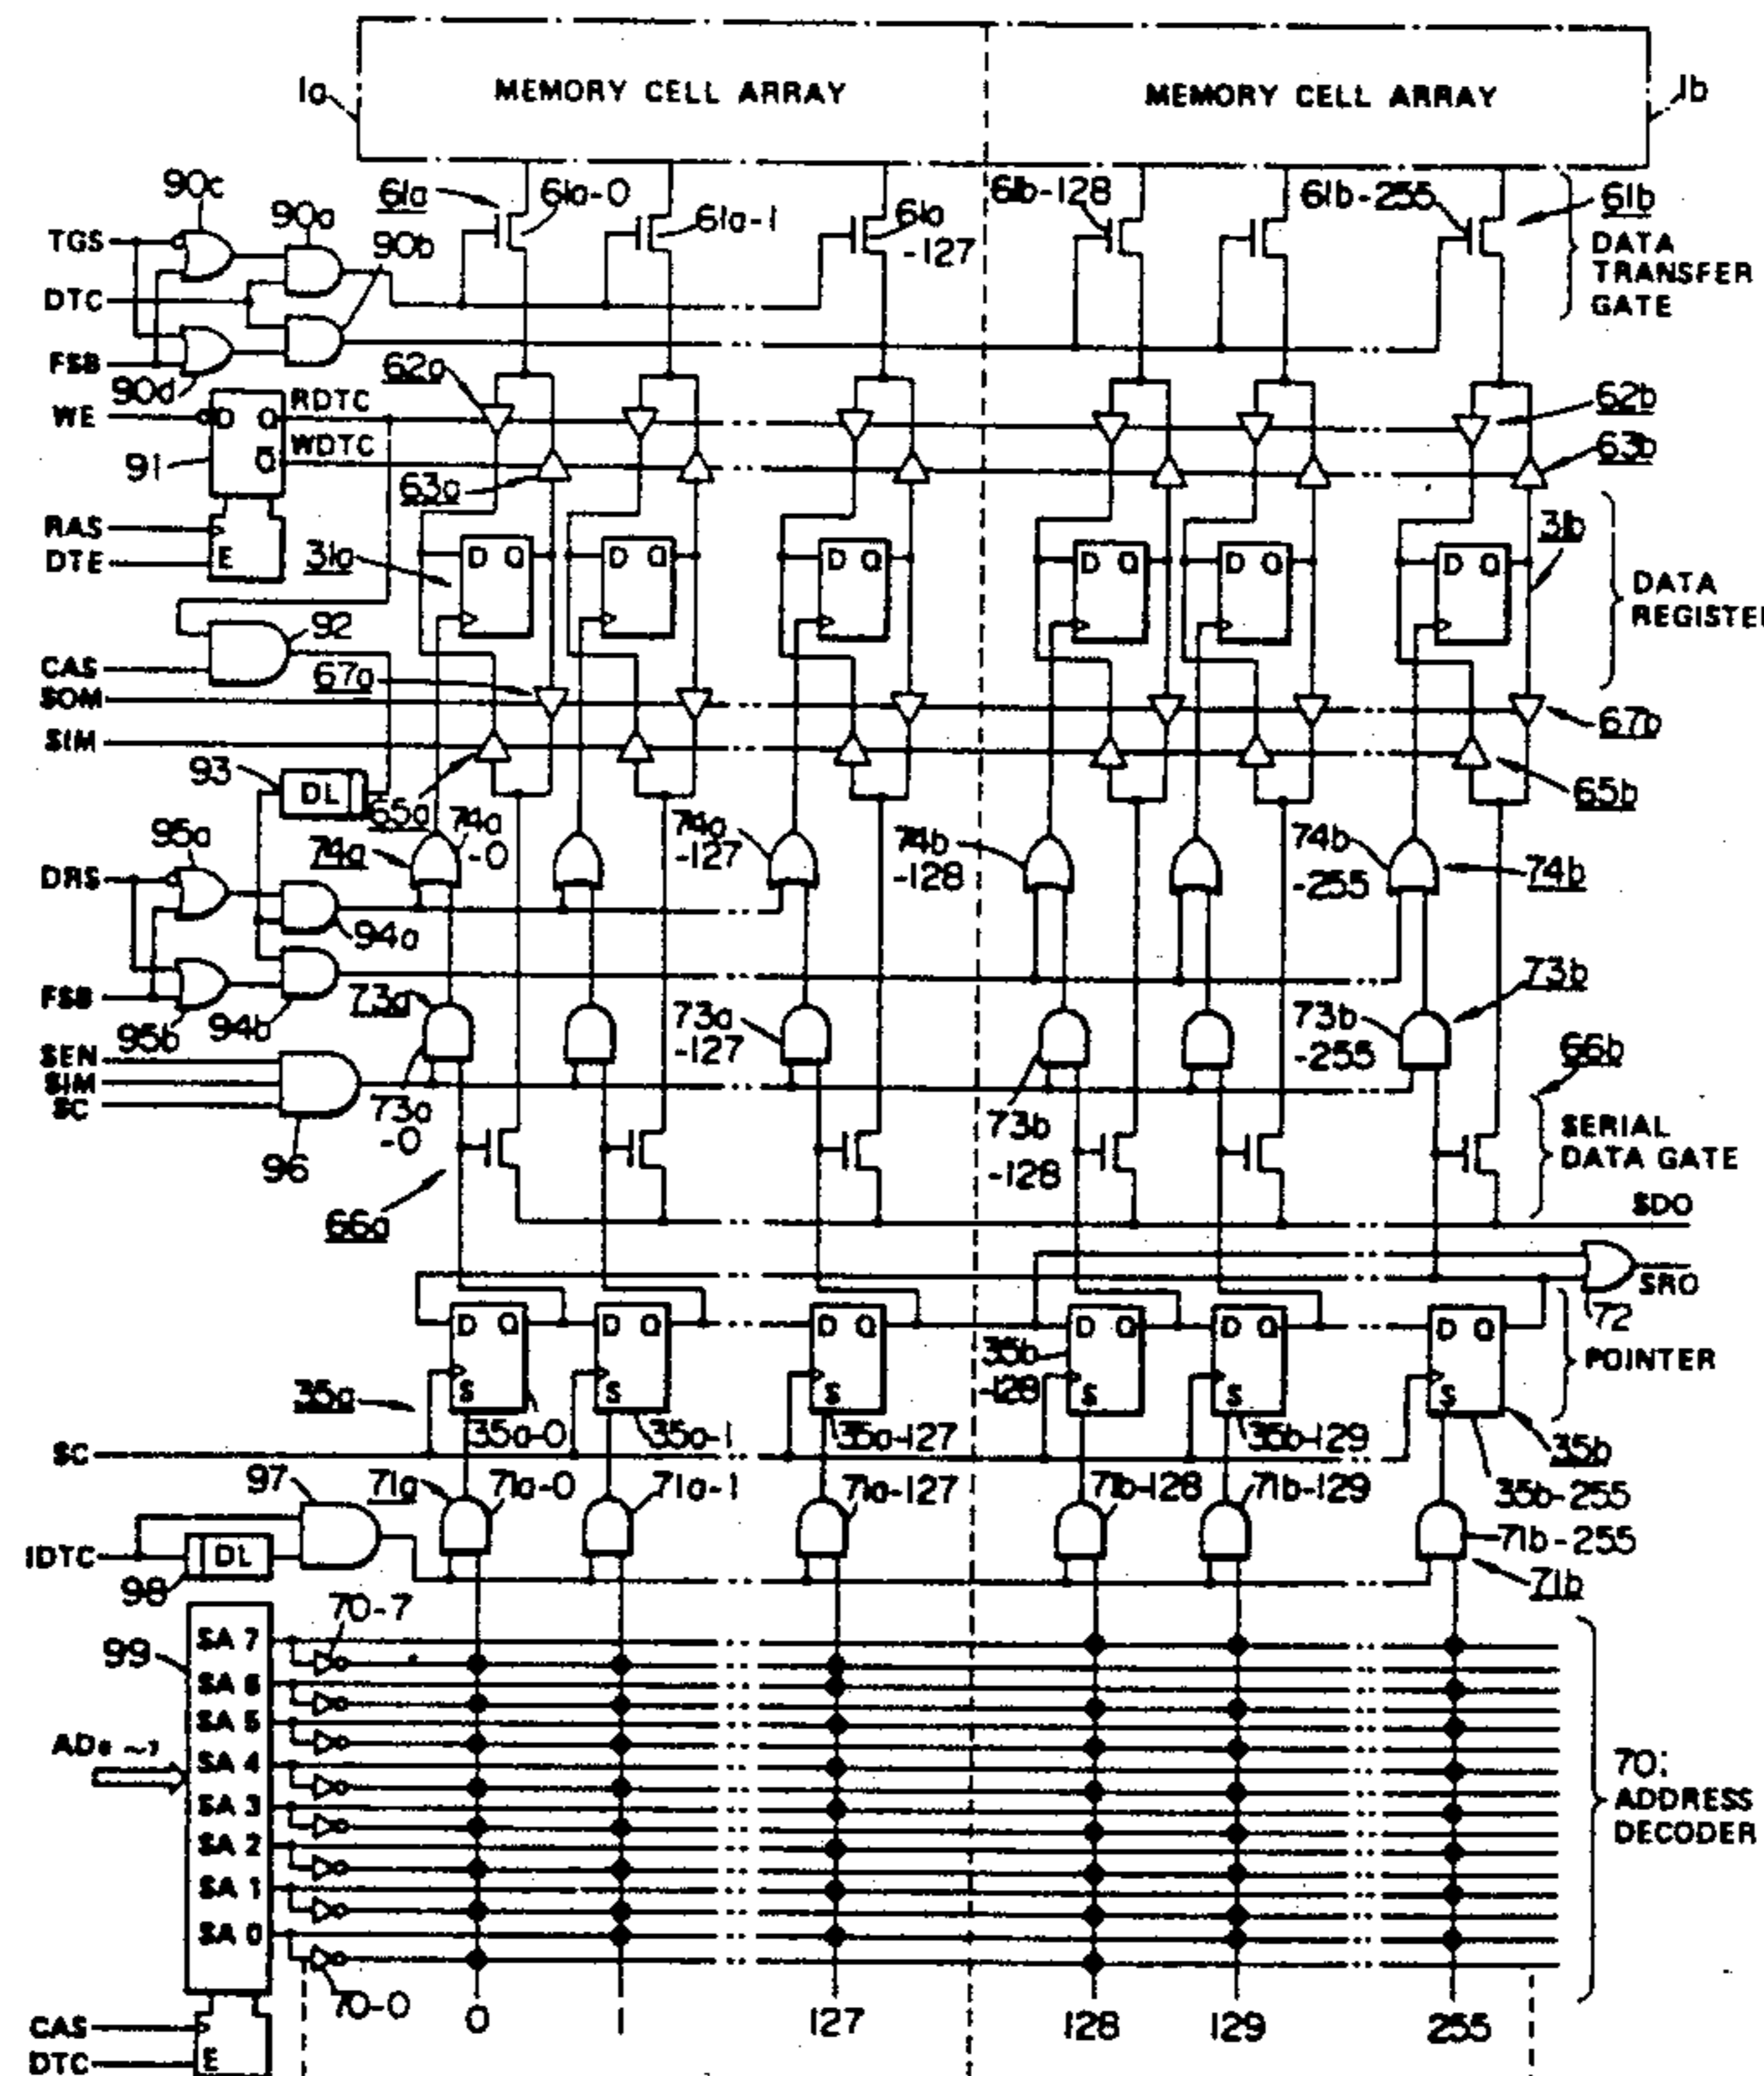 1a
MEMORY CELL ARRAY
MEMORY CELL ARRAY
1b
90c
90a
90b
61a
61a-0
61a-1
61a
-127
61b-128
61b-255
61b
DATA
TRANSFER
GATE
TGS
DTC
FSB
90d
62a
62b
WE
D Q
Q
RDTC
WDTC
91
63a
63b
RAS
DTE
E
31a
D Q
D Q
D Q
D Q
D Q
D Q
31b
DATA
REGISTER
92
CAS
67a
SOM
67b
SIM
93
DL
65a
65b
95a
74a
74a
-0
74a
-127
74b
-128
74b
-255
74b
DRS
94a
FSB
95b
94b
73a
73a
-127
73b
-255
73b
SEN
SIM
SC
73a
-0
73b
-128
66b
96
66a
SERIAL
DATA GATE
SDO
SRO
72
D Q
S
D Q
S
D Q
S
D Q
S
D Q
S
D Q
S
35b
-128
POINTER
35a
35a-0
35a-1
35a-127
35b-129
35b
SC
97
71a
71a-0
71a-1
71a-127
71b-128
71b-129
35b-255
IDTC
DL
98
71b-255
71b
70-7
99
SA 7
SA 6
SA 5
SA 4
SA 3
SA 2
SA 1
SA 0
70:
ADDRESS
DECODER
70-0
0
1
127
128
129
255
CAS
DTC
E